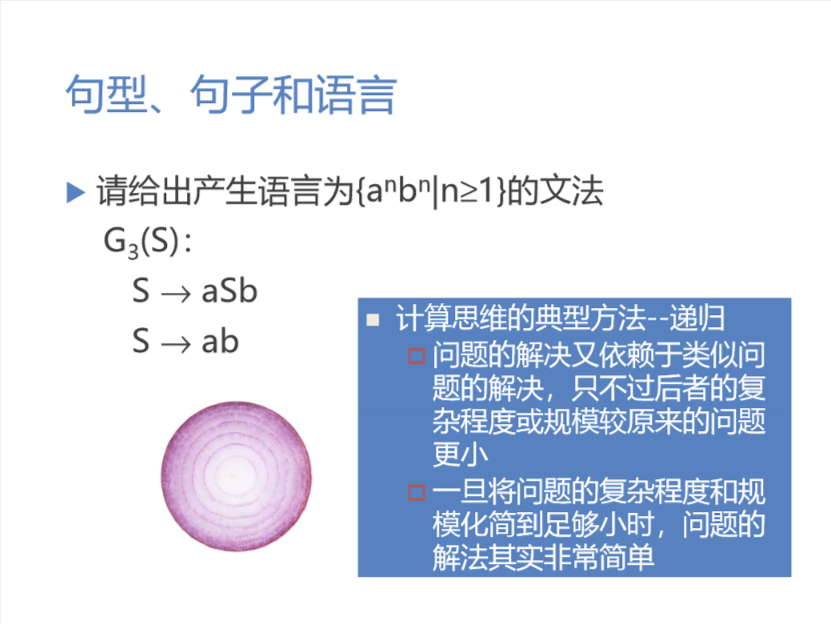 句型、句子和语言
请给出产生语言为{aⁿbⁿ|n≥1}的文法
G₃(S)：
S → aSb
S → ab
计算思维的典型方法--递归
问题的解决又依赖于类似问
题的解决，只不过后者的复
杂程度或规模较原来的问题
更小
一旦将问题的复杂程度和规
模化简到足够小时，问题的
解法其实非常简单